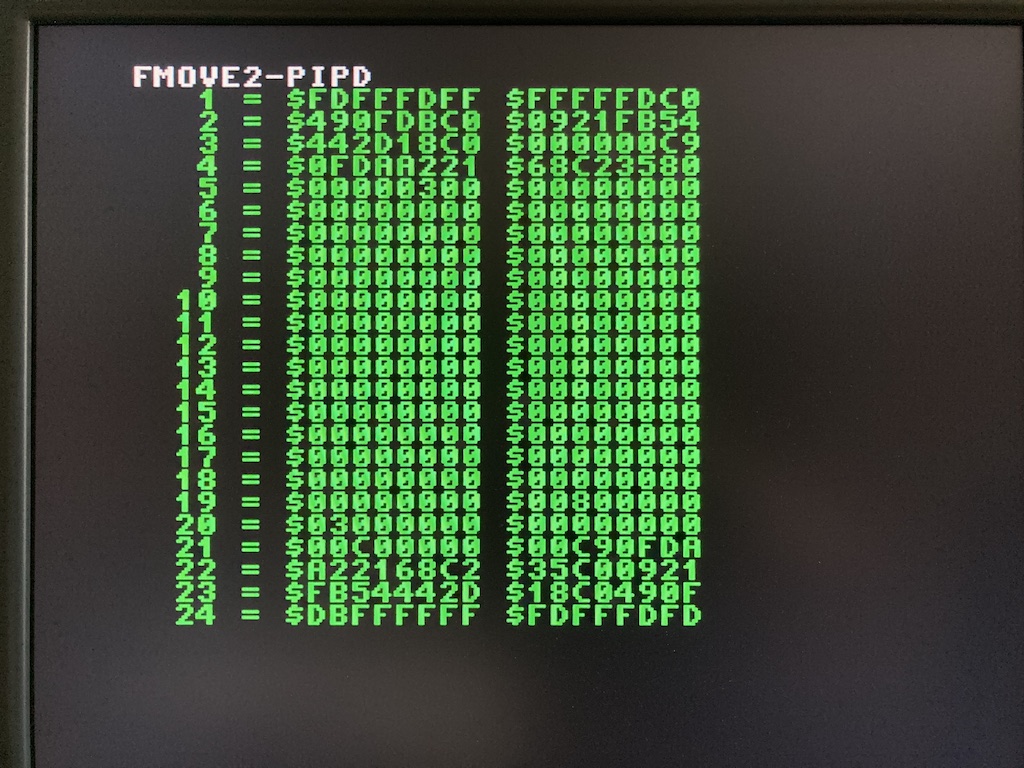 FMOVE2-PIPD
1 = $FDFFFDFF $FFFFFDC0
2 = $490FDBC0 $0921FB54
3 = $442D18C0 $000000C9
4 = $0FDAA221 $68C23580
5 = $00000300 $00000000
6 = $00000000 $00000000
7 = $00000000 $00000000
8 = $00000000 $00000000
9 = $00000000 $00000000
10 = $00000000 $00000000
11 = $00000000 $00000000
12 = $00000000 $00000000
13 = $00000000 $00000000
14 = $00000000 $00000000
15 = $00000000 $00000000
16 = $00000000 $00000000
17 = $00000000 $00000000
18 = $00000000 $00000000
19 = $00000000 $00800000
20 = $03000000 $00000000
21 = $00C00000 $00C90FDA
22 = $A22168C2 $35C00921
23 = $FB54442D $18C0490F
24 = $DBFFFFFF $FDFFFDFD